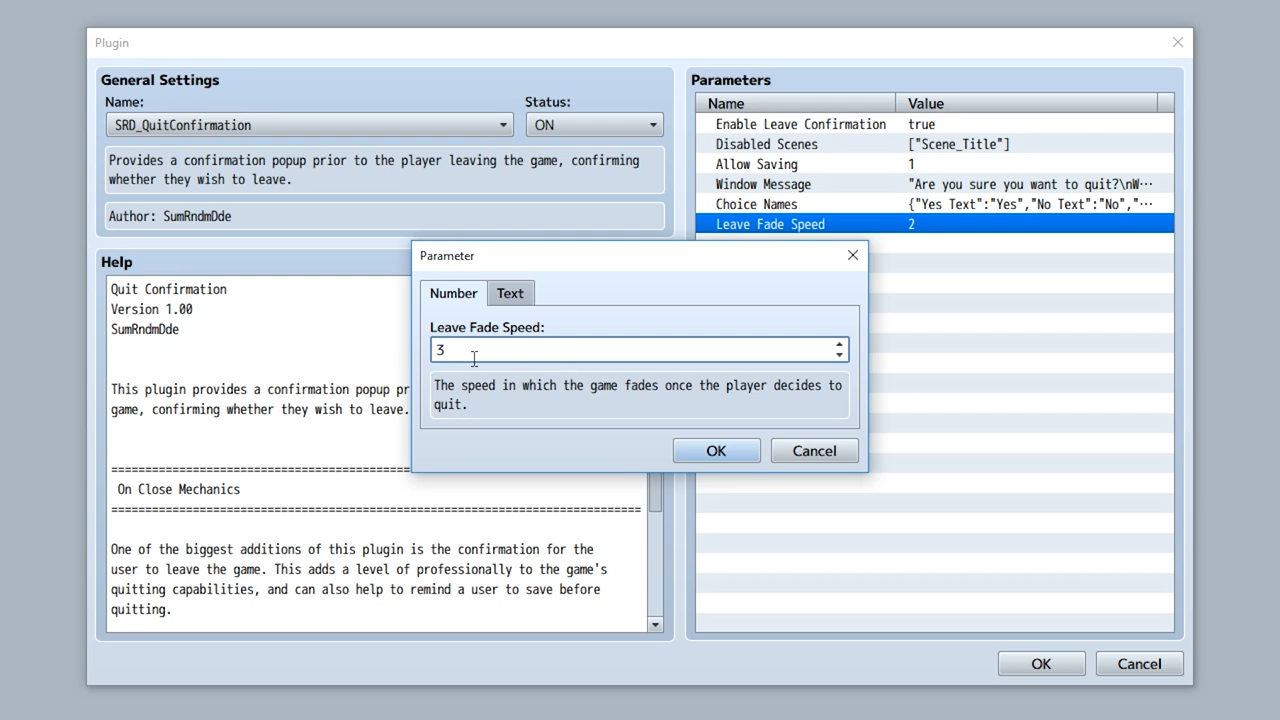 Plugin
General Settings
Name:
Status:
SRD_QuitConfirmation
ON
Provides a confirmation popup prior to the player leaving the game, confirming
whether they wish to leave.
Author: SumRndmDde
Help
Quit Confirmation
Version 1.00
SumRndmDde
This plugin provides a confirmation popup pr
game, confirming whether they wish to leave.
================================
On Close Mechanics
==============================================================================
One of the biggest additions of this plugin is the confirmation for the
user to leave the game. This adds a level of professionally to the game's
quitting capabilities, and can also help to remind a user to save before
quitting.
Parameters
Name Value
Enable Leave Confirmation true
Disabled Scenes ["Scene_Title"]
Allow Saving 1
Window Message "Are you sure you want to quit?\nW…
Choice Names {"Yes Text":"Yes","No Text":"No","…
Leave Fade Speed 2
Parameter
Number Text
Leave Fade Speed:
3
The speed in which the game fades once the player decides to
quit.
OK Cancel
OK Cancel